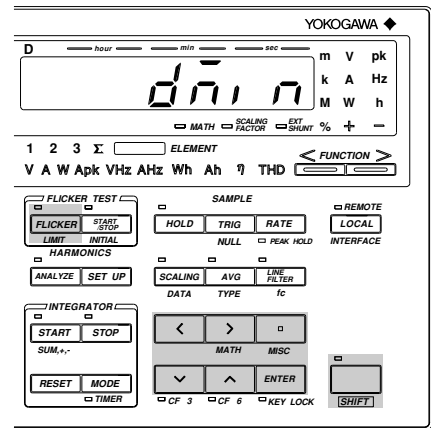 YOKOGAWA ◆
D hour min sec m V pk
dmin n k A Hz
M W h
MATH SCALING FACTOR EXT SHUNT % + −
1 2 3 Σ ELEMENT < FUNCTION >
V A W Apk VHz AHz Wh Ah η THD
FLICKER TEST SAMPLE REMOTE
FLICKER START/STOP HOLD TRIG RATE LOCAL
LIMIT INITIAL NULL PEAK HOLD INTERFACE
HARMONICS
ANALYZE SET UP SCALING AVG LINE FILTER
DATA TYPE fc
INTEGRATOR
START STOP < > ▫
SUM,+,- MATH MISC
RESET MODE ∨ ∧ ENTER
TIMER CF 3 CF 6 KEY LOCK SHIFT